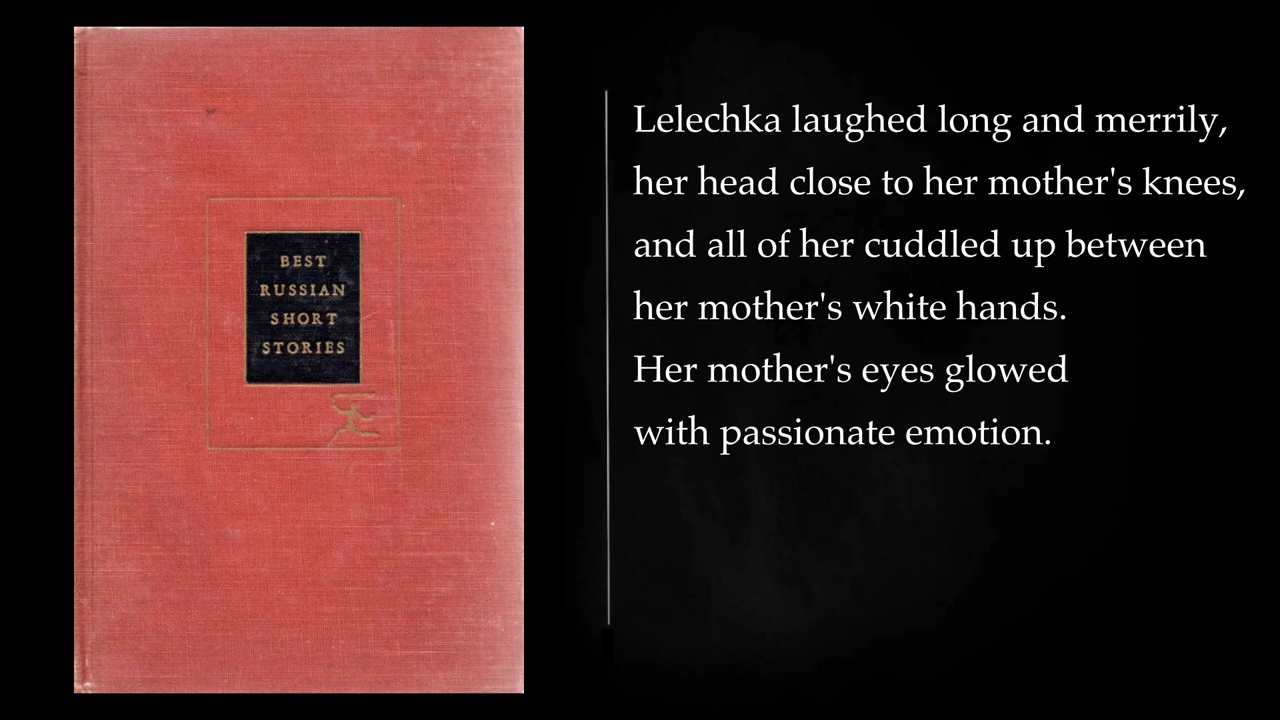 BEST
RUSSIAN
SHORT
STORIES
Lelechka laughed long and merrily,
her head close to her mother's knees,
and all of her cuddled up between
her mother's white hands.
Her mother's eyes glowed
with passionate emotion.